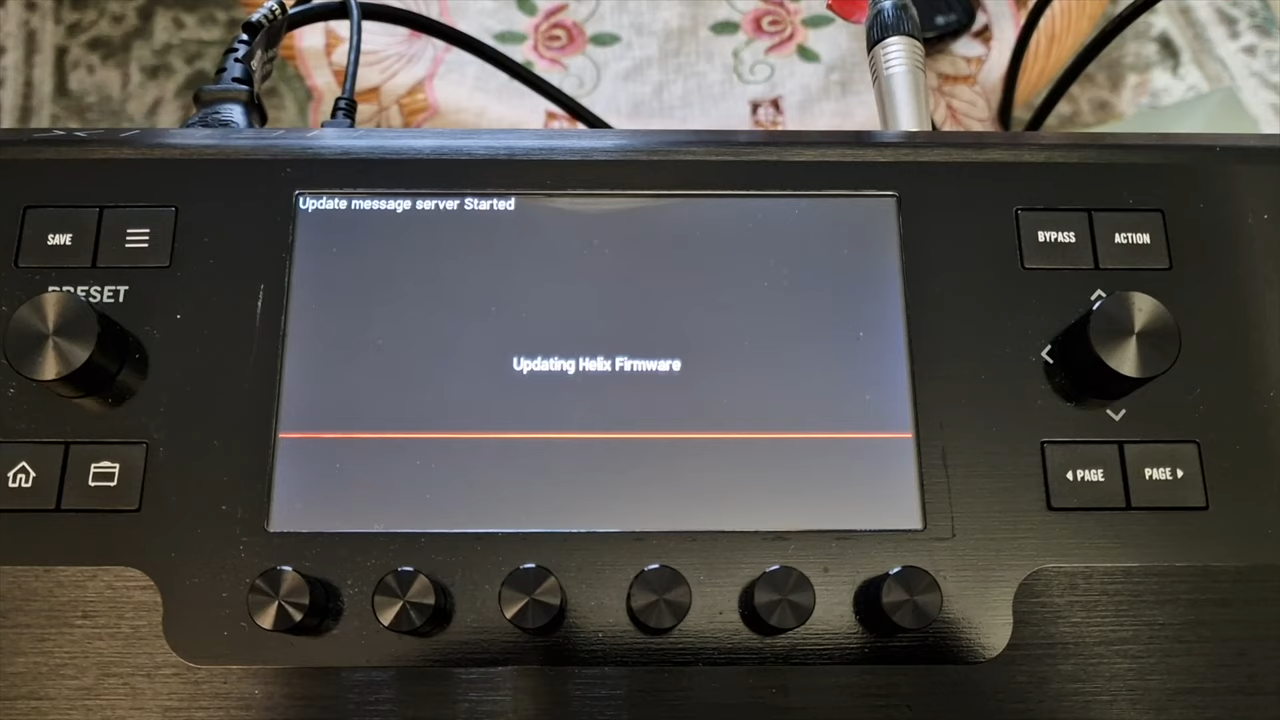 Update message server Started
SAVE
BYPASS
ACTION
PRESET
Updating Helix Firmware
PAGE
PAGE